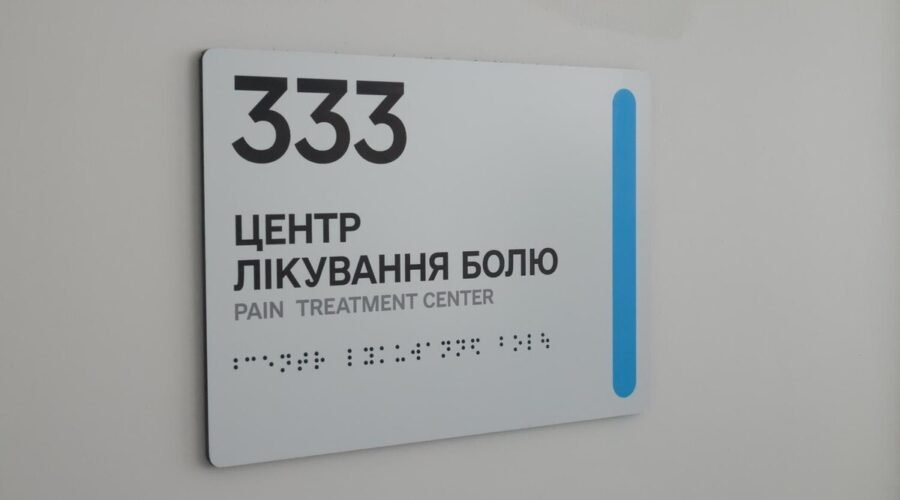 333
ЦЕНТР
ЛІКУВАННЯ БОЛЮ
PAIN TREATMENT CENTER